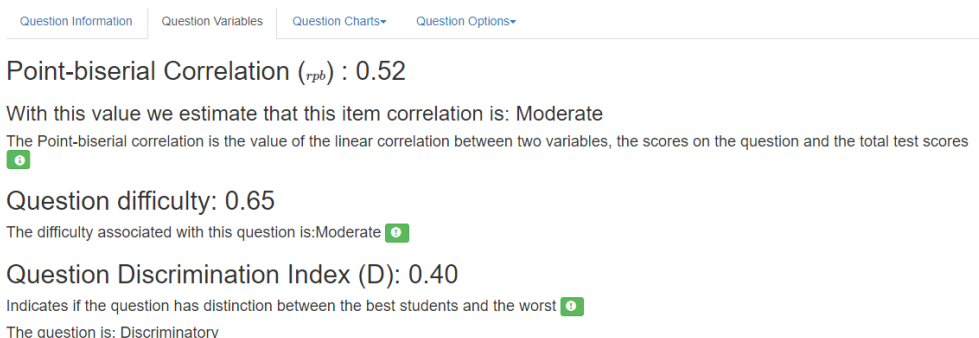 Question Information Question Variables Question Charts Question Options
Point-biserial Correlation (rpb) : 0.52
With this value we estimate that this item correlation is: Moderate
The Point-biserial correlation is the value of the linear correlation between two variables, the scores on the question and the total test scores
Question difficulty: 0.65
The difficulty associated with this question is:Moderate
Question Discrimination Index (D): 0.40
Indicates if the question has distinction between the best students and the worst
The question is: Discriminatory